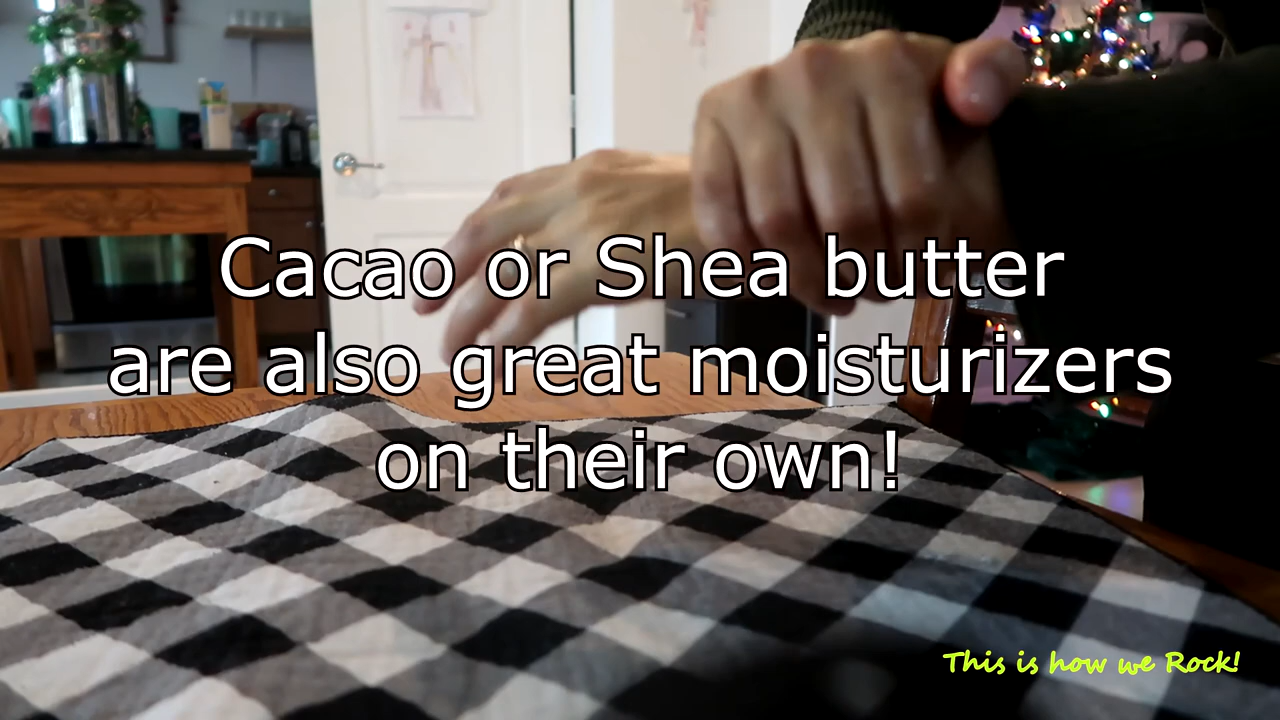 Cacao or Shea butter
are also great moisturizers
on their own!
This is how we Rock!